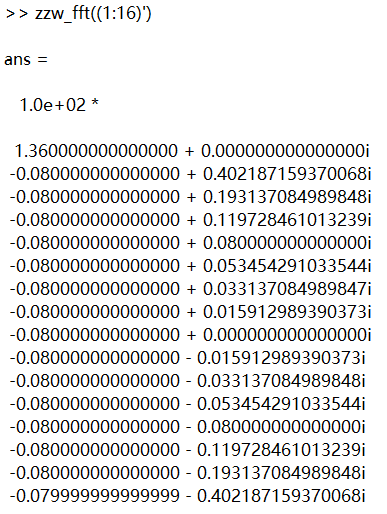 >> zzw_fft((1:16)')
ans =
1.0e+02 *
1.360000000000000 + 0.000000000000000i
-0.080000000000000 + 0.402187159370068i
-0.080000000000000 + 0.193137084989848i
-0.080000000000000 + 0.119728461013239i
-0.080000000000000 + 0.080000000000000i
-0.080000000000000 + 0.053454291033544i
-0.080000000000000 + 0.033137084989847i
-0.080000000000000 + 0.015912989390373i
-0.080000000000000 + 0.000000000000000i
-0.080000000000000 - 0.015912989390373i
-0.080000000000000 - 0.033137084989848i
-0.080000000000000 - 0.053454291033544i
-0.080000000000000 - 0.080000000000000i
-0.080000000000000 - 0.119728461013239i
-0.080000000000000 - 0.193137084989848i
-0.079999999999999 - 0.402187159370068i